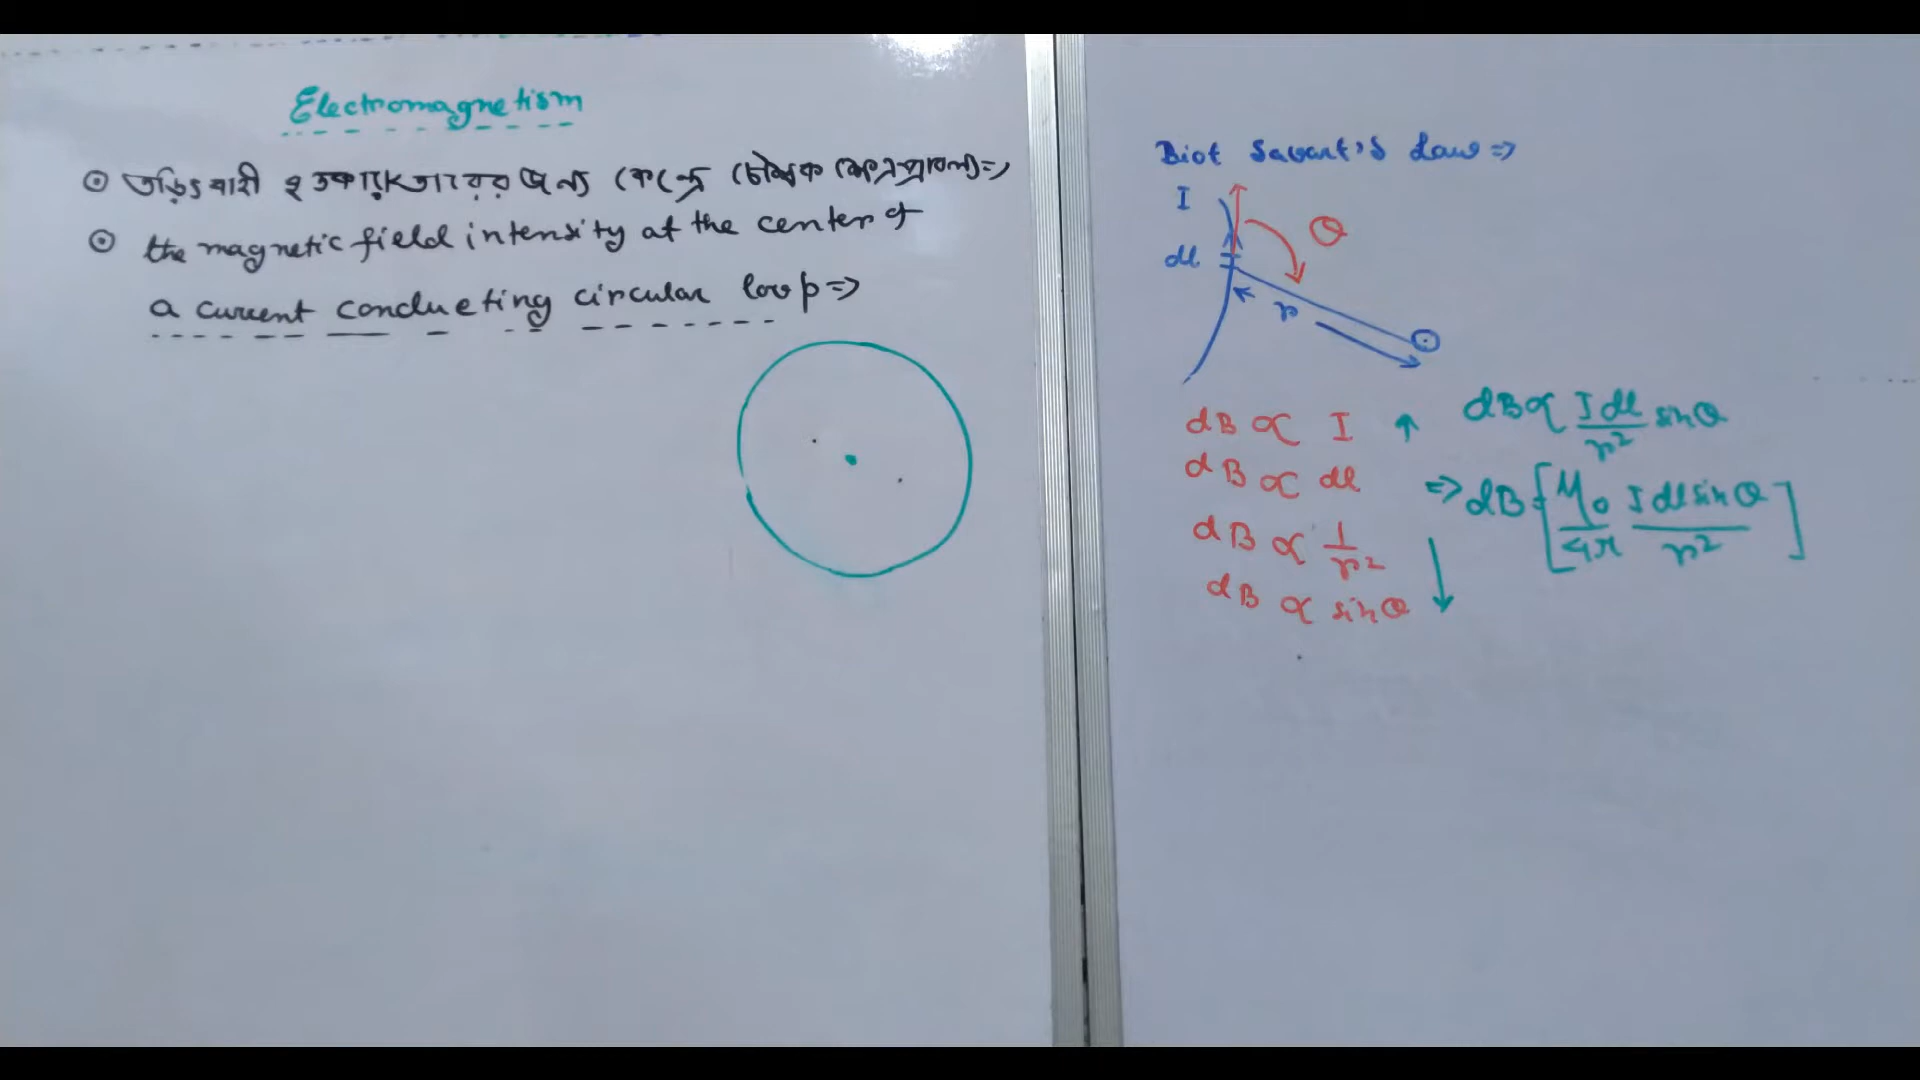 Electromagnetism
⊙ তড়িৎবাহী বৃত্তাকার তারের জন্য কেন্দ্রে চৌম্বক ক্ষেত্রপ্রাবল্য ⇒
⊙ the magnetic field intensity at the center of
a current conducting circular loop ⇒
Biot Savart's Law ⇒
I
θ
dl
r
dB ∝ I ↑
dB ∝ dl
dB ∝ 1/r²
dB ∝ sinθ
dB ∝ Idl/r² sinθ
⇒ dB = [μ₀/4π Idlsinθ/r²]